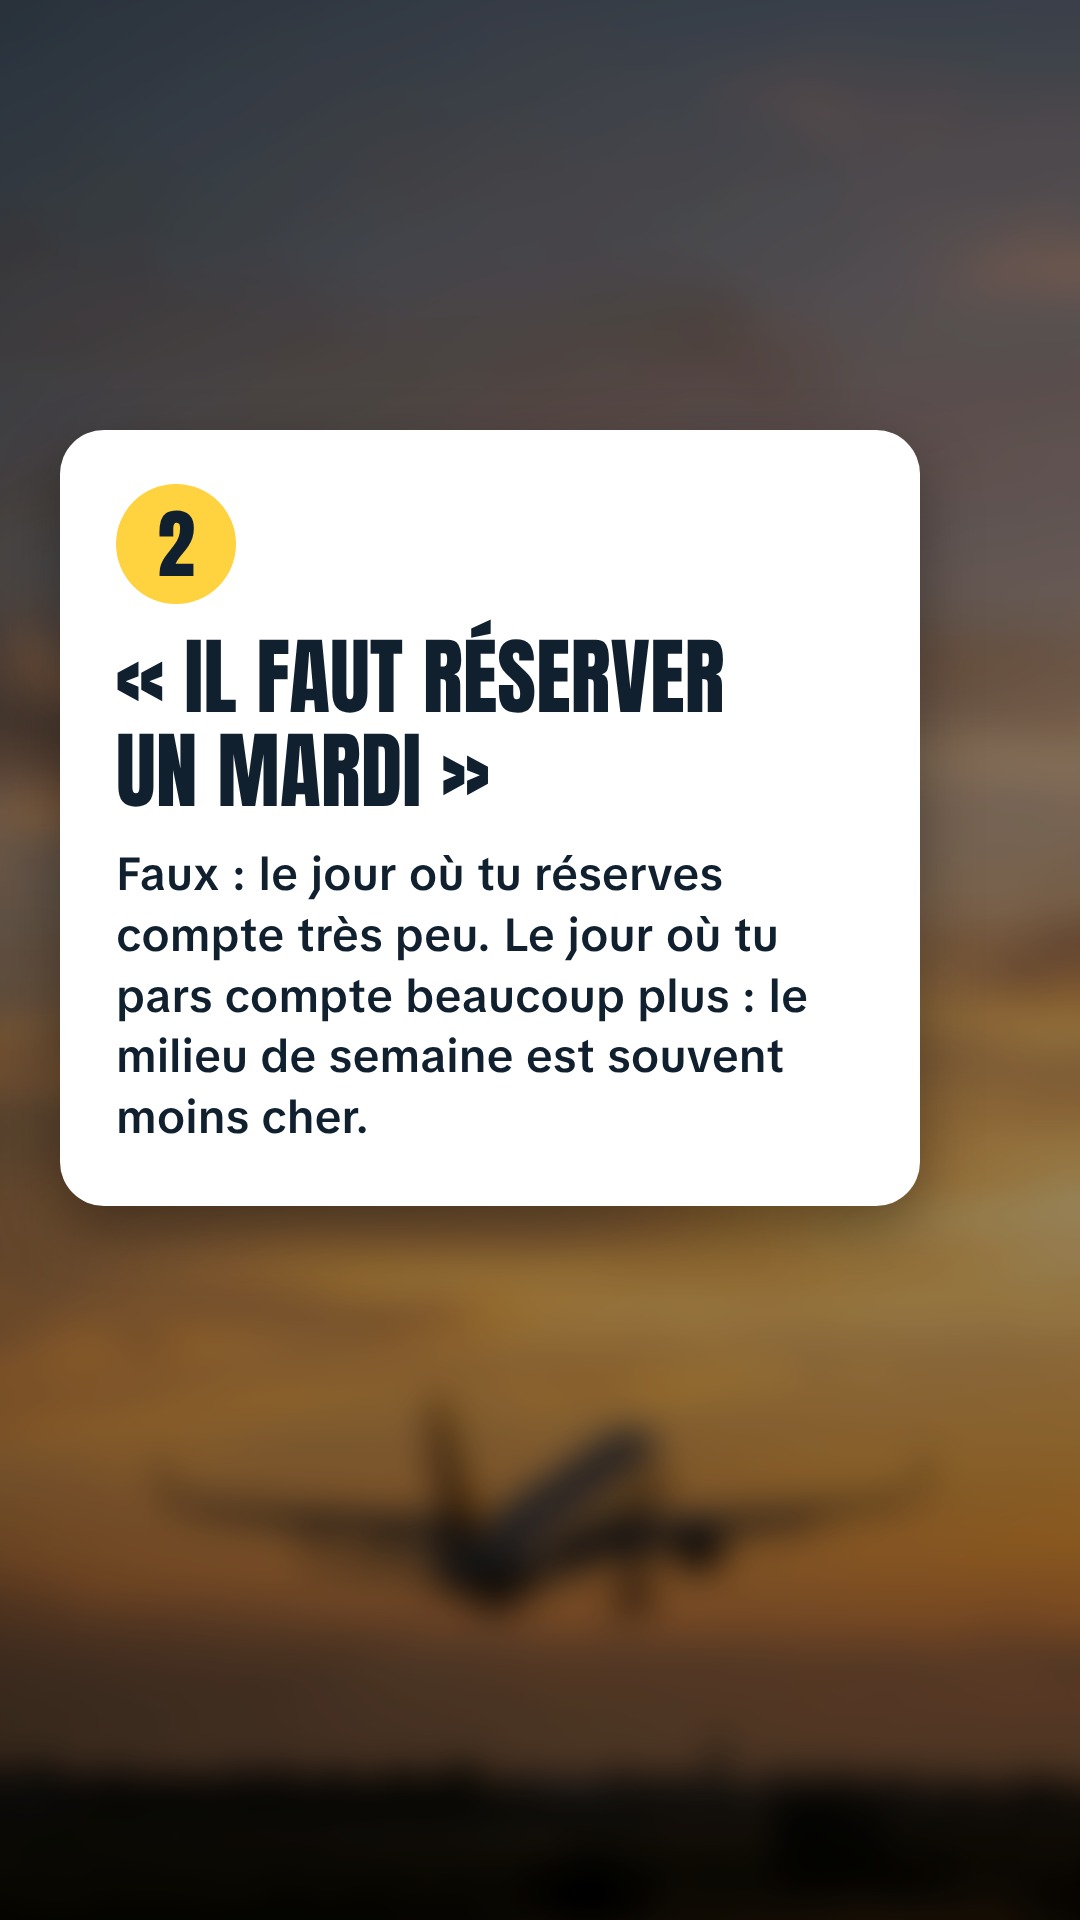 2
« IL FAUT RÉSERVER
UN MARDI »
Faux : le jour où tu réserves
compte très peu. Le jour où tu
pars compte beaucoup plus : le
milieu de semaine est souvent
moins cher.